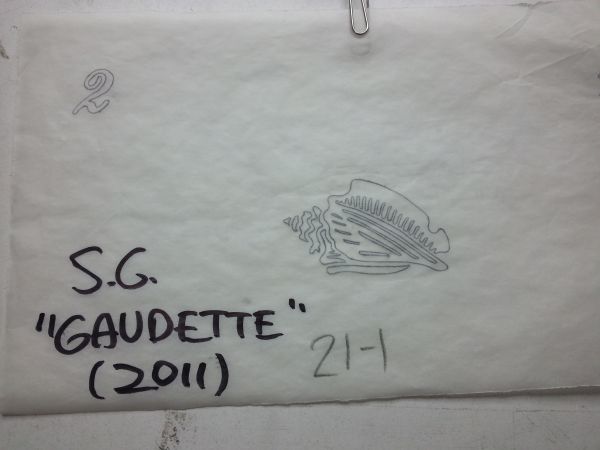 2
S.G.
"GAUDETTE"
(2011)
21-1